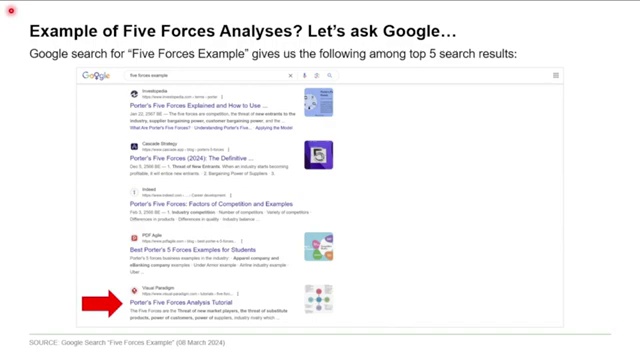 Example of Five Forces Analyses? Let's ask Google…
Google search for "Five Forces Example" gives us the following among top 5 search results:
Google
five forces example
Investopedia
https://www.investopedia.com › terms › porter
Porter's Five Forces Explained and How to Use ...
Jan 22, 2567 BE — The five forces are competition, the threat of new entrants to the
industry, supplier bargaining power, customer bargaining power, and the ...
What Are Porter's Five Forces? · Understanding Porter's Five... · Applying the Model
Cascade Strategy
https://www.cascade.app › blog › porters-5-forces
Porter's Five Forces (2024): The Definitive ...
Dec 5, 2566 BE — 1. Threat of New Entrants. When an industry starts becoming
profitable, it will entice new entrants. · 2. Bargaining Power of Suppliers · 3.
5
Indeed
https://www.indeed.com › ... › Career development
Porter's Five Forces: Factors of Competition and Examples
Feb 3, 2566 BE — 1. Industry competition · Number of competitors · Variety of competitors ·
Differences in products · Differences in quality · Industry balance ...
PDF Agile
https://www.pdfagile.com › blog › best-porter-s-5-forces...
Best Porter's 5 Forces Examples for Students
Porter's 5 forces business examples in the industry · Apparel company and
eBanking company examples · Under Armor example · Airline industry example ·
Uber ...
Visual Paradigm
https://www.visual-paradigm.com › tutorials › five-forc...
Porter's Five Forces Analysis Tutorial
The Five Forces are the Threat of new market players, the threat of substitute
products, power of customers, power of suppliers, industry rivalry which ...
SOURCE: Google Search "Five Forces Example" (08 March 2024)